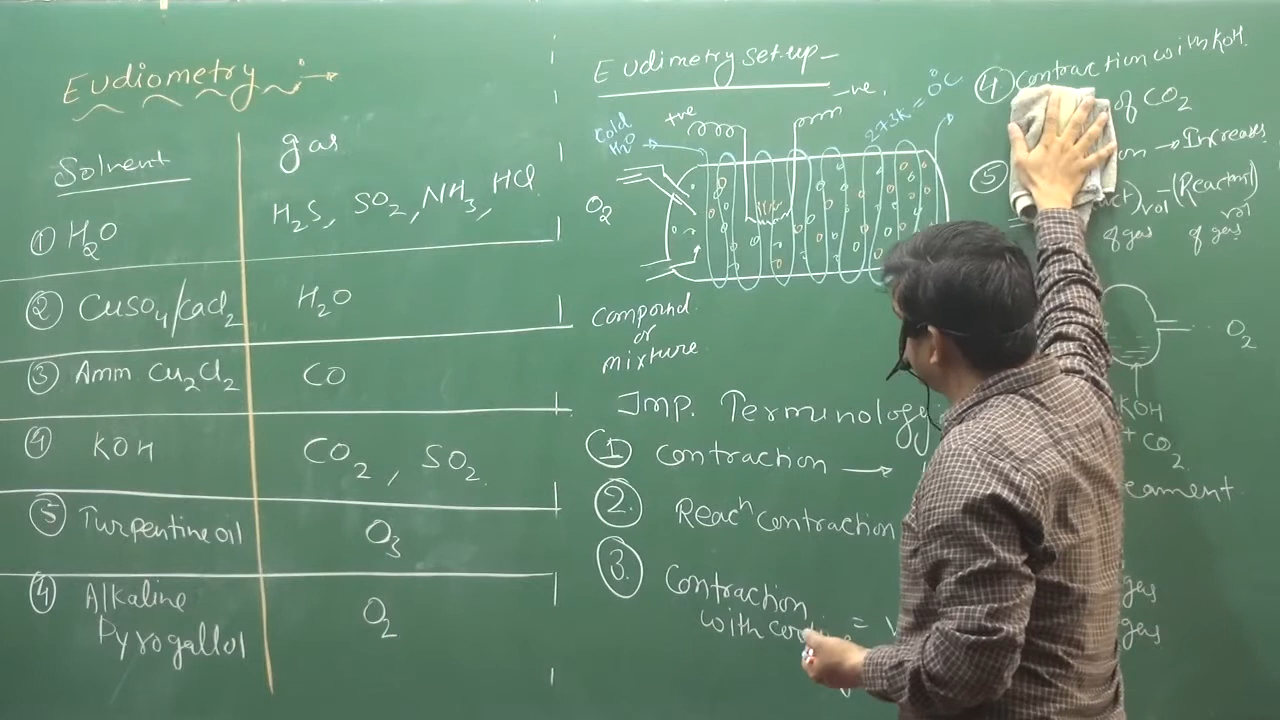 Eudiometry :→
Solvent gas
① H2O H2S, SO2, NH3, HCl
② CuSO4/CaCl2 H2O
③ Amm Cu2Cl2 CO
④ KOH CO2, SO2
⑤ Turpentine oil O3
④ Alkaline Pyrogallol O2
Eudimetry set-up
+ve
-ve
Cold H2O
273K = 0°C
O2
compound
or
mixture
Imp. Terminolog
① Contraction →
②. Reacn contraction
③. Contraction
with =
④ Contraction with KOH
of CO2
⑤ on → Increases
)vol - (Reactant)vol
of gas of gas
O2
KOH
+ CO2
eament
gas
gas